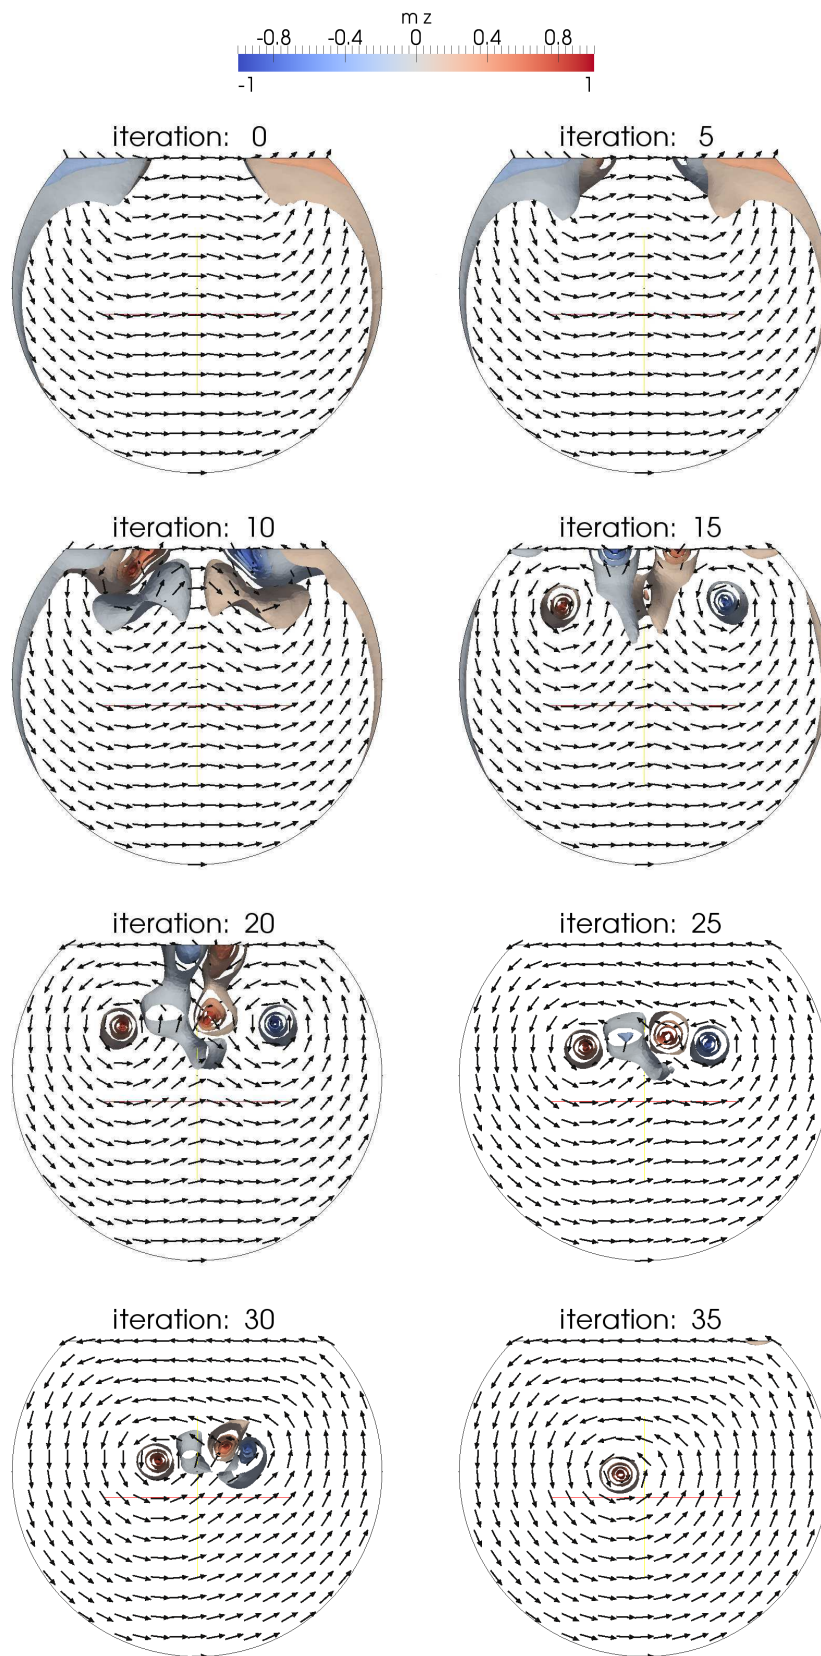 m z
-0.8 -0.4 0 0.4 0.8
-1 1
iteration: 0 iteration: 5
iteration: 10 iteration: 15
iteration: 20 iteration: 25
iteration: 30 iteration: 35